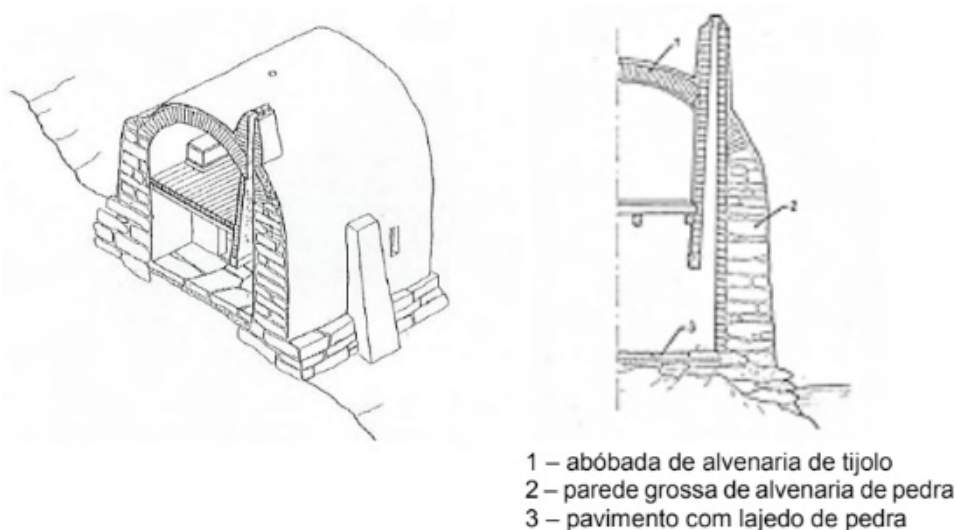 1
2
3
1 – abóbada de alvenaria de tijolo
2 – parede grossa de alvenaria de pedra
3 – pavimento com lajedo de pedra